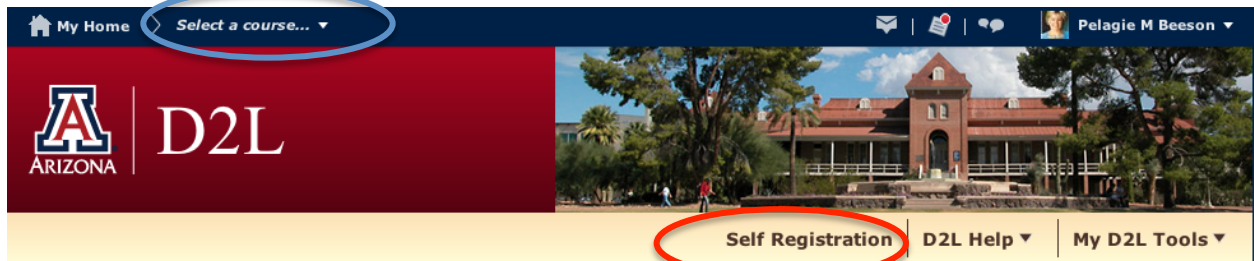 My Home Select a course... Pelagie M Beeson
A
ARIZONA
D2L
Self Registration D2L Help My D2L Tools